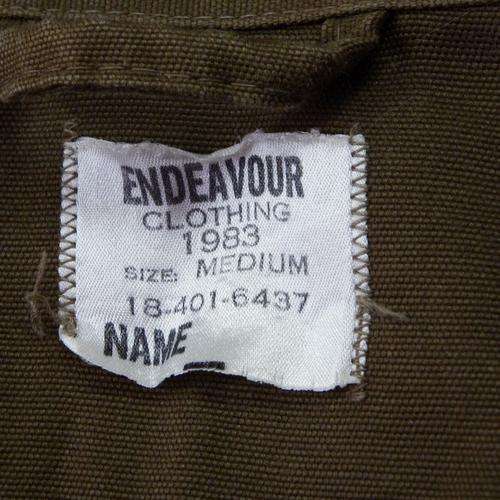 ENDEAVOUR
CLOTHING
1983
SIZE: MEDIUM
18-401-6437
NAME